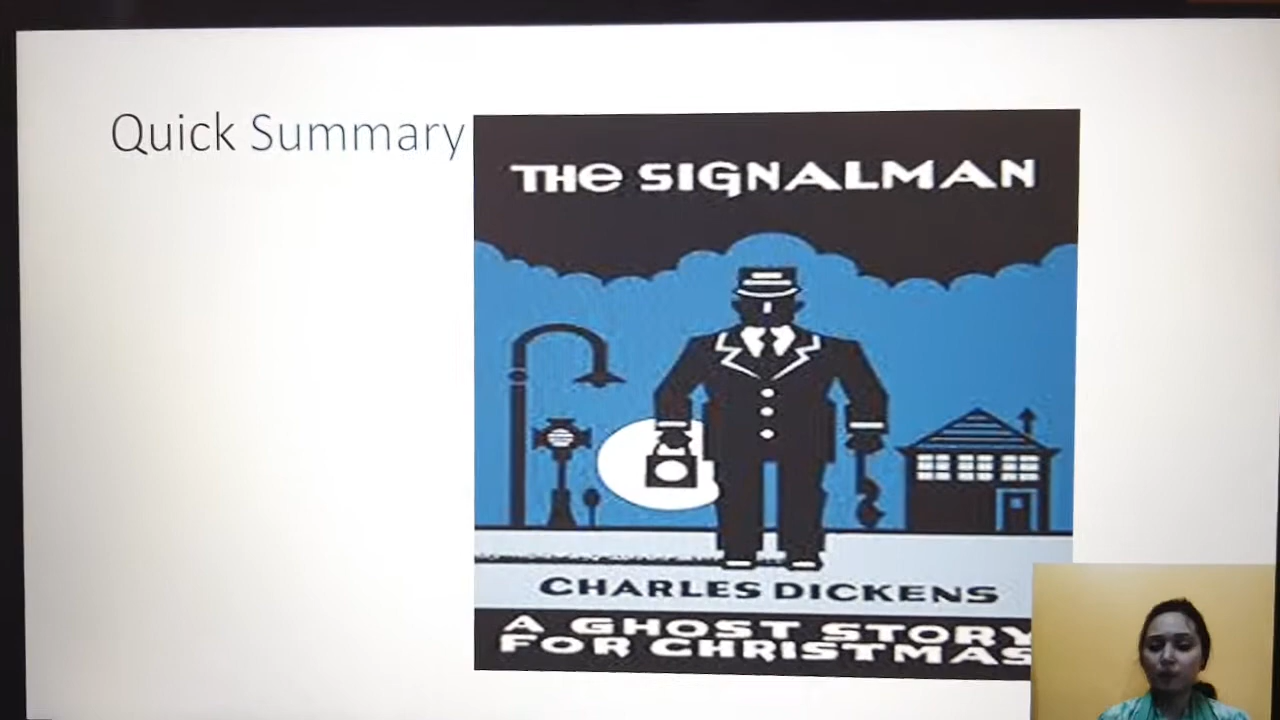 Quick Summary
THE SIGNALMAN
CHARLES DICKENS
A GHOST STORY
FOR CHRISTMAS